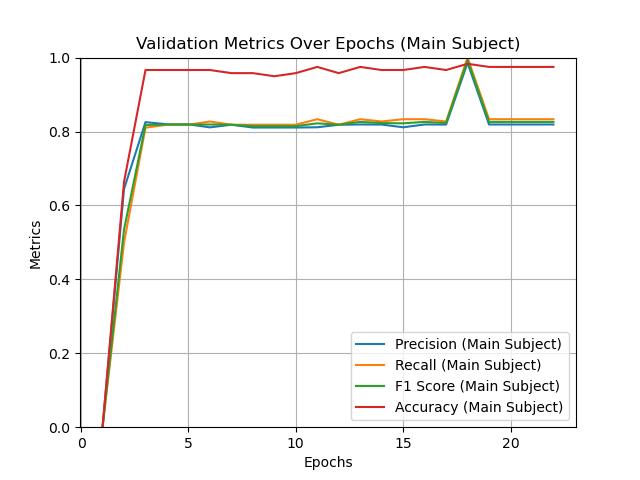 Validation Metrics Over Epochs (Main Subject)
1.0
0.8
0.6
0.4
0.2
0.0
Metrics
Precision (Main Subject)
Recall (Main Subject)
F1 Score (Main Subject)
Accuracy (Main Subject)
0 5 10 15 20
Epochs